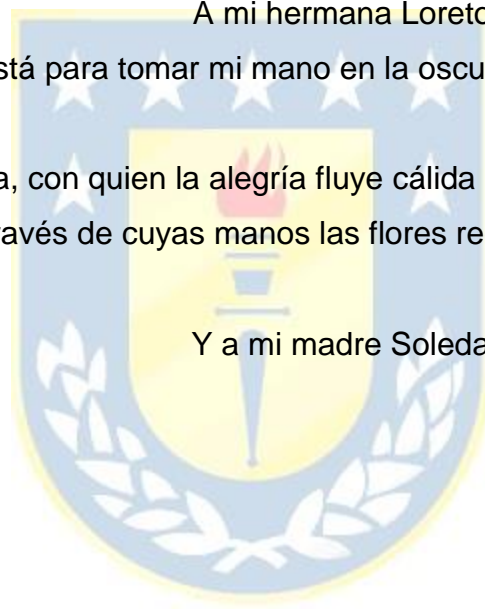 A mi hermana Loreto
stá para tomar mi mano en la oscu
a, con quien la alegría fluye cálida
ravés de cuyas manos las flores re
Y a mi madre Soleda